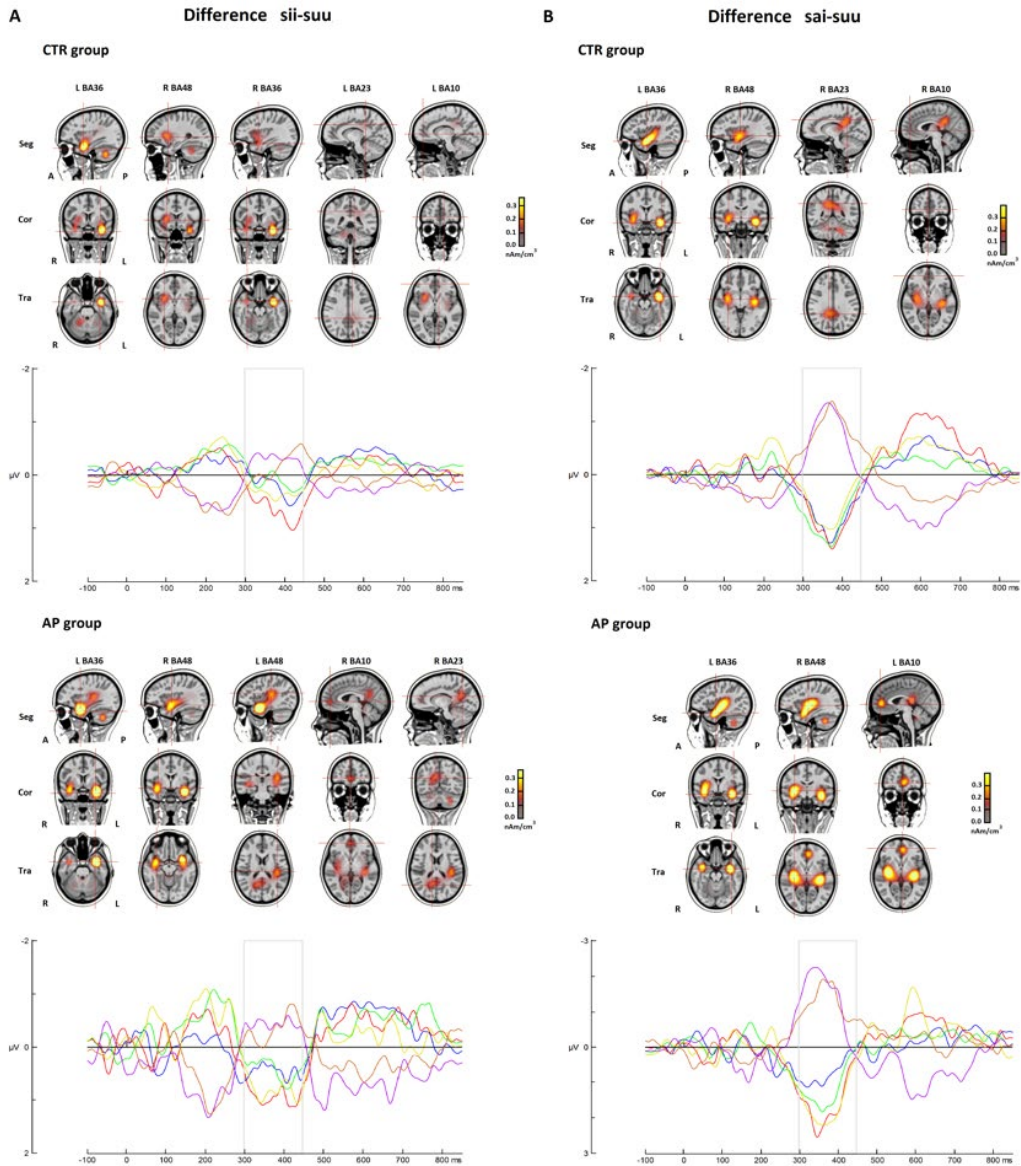 A
Difference sii-suu
CTR group
L BA36 R BA48 R BA36 L BA23 L BA10
Seg
A P
Cor
R L
0.3
0.2
0.1
0.0
nAm/cm³
Tra
R L
-2
µV 0
2
-100 0 100 200 300 400 500 600 700 800 ms
AP group
L BA36 R BA48 L BA48 R BA10 R BA23
Seg
A P
Cor
R L
0.3
0.2
0.1
0.0
nAm/cm³
Tra
R L
-2
µV 0
2
-100 0 100 200 300 400 500 600 700 800 ms
B
Difference sai-suu
CTR group
L BA36 R BA48 R BA23 R BA10
Seg
A P
Cor
R L
0.3
0.2
0.1
0.0
nAm/cm³
Tra
R L
-2
µV 0
2
-100 0 100 200 300 400 500 600 700 800 ms
AP group
L BA36 R BA48 L BA10
Seg
A P
Cor
R L
0.3
0.2
0.1
0.0
nAm/cm³
Tra
R L
-3
µV 0
3
-100 0 100 200 300 400 500 600 700 800 ms